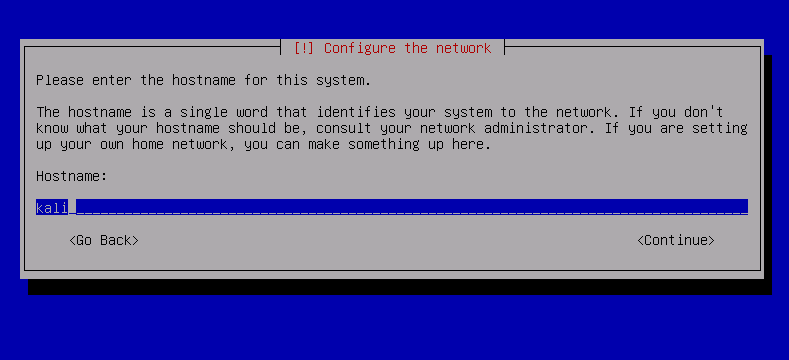 [!] Configure the network
Please enter the hostname for this system.
The hostname is a single word that identifies your system to the network. If you don't
know what your hostname should be, consult your network administrator. If you are setting
up your own home network, you can make something up here.
Hostname:
kali
<Go Back> <Continue>